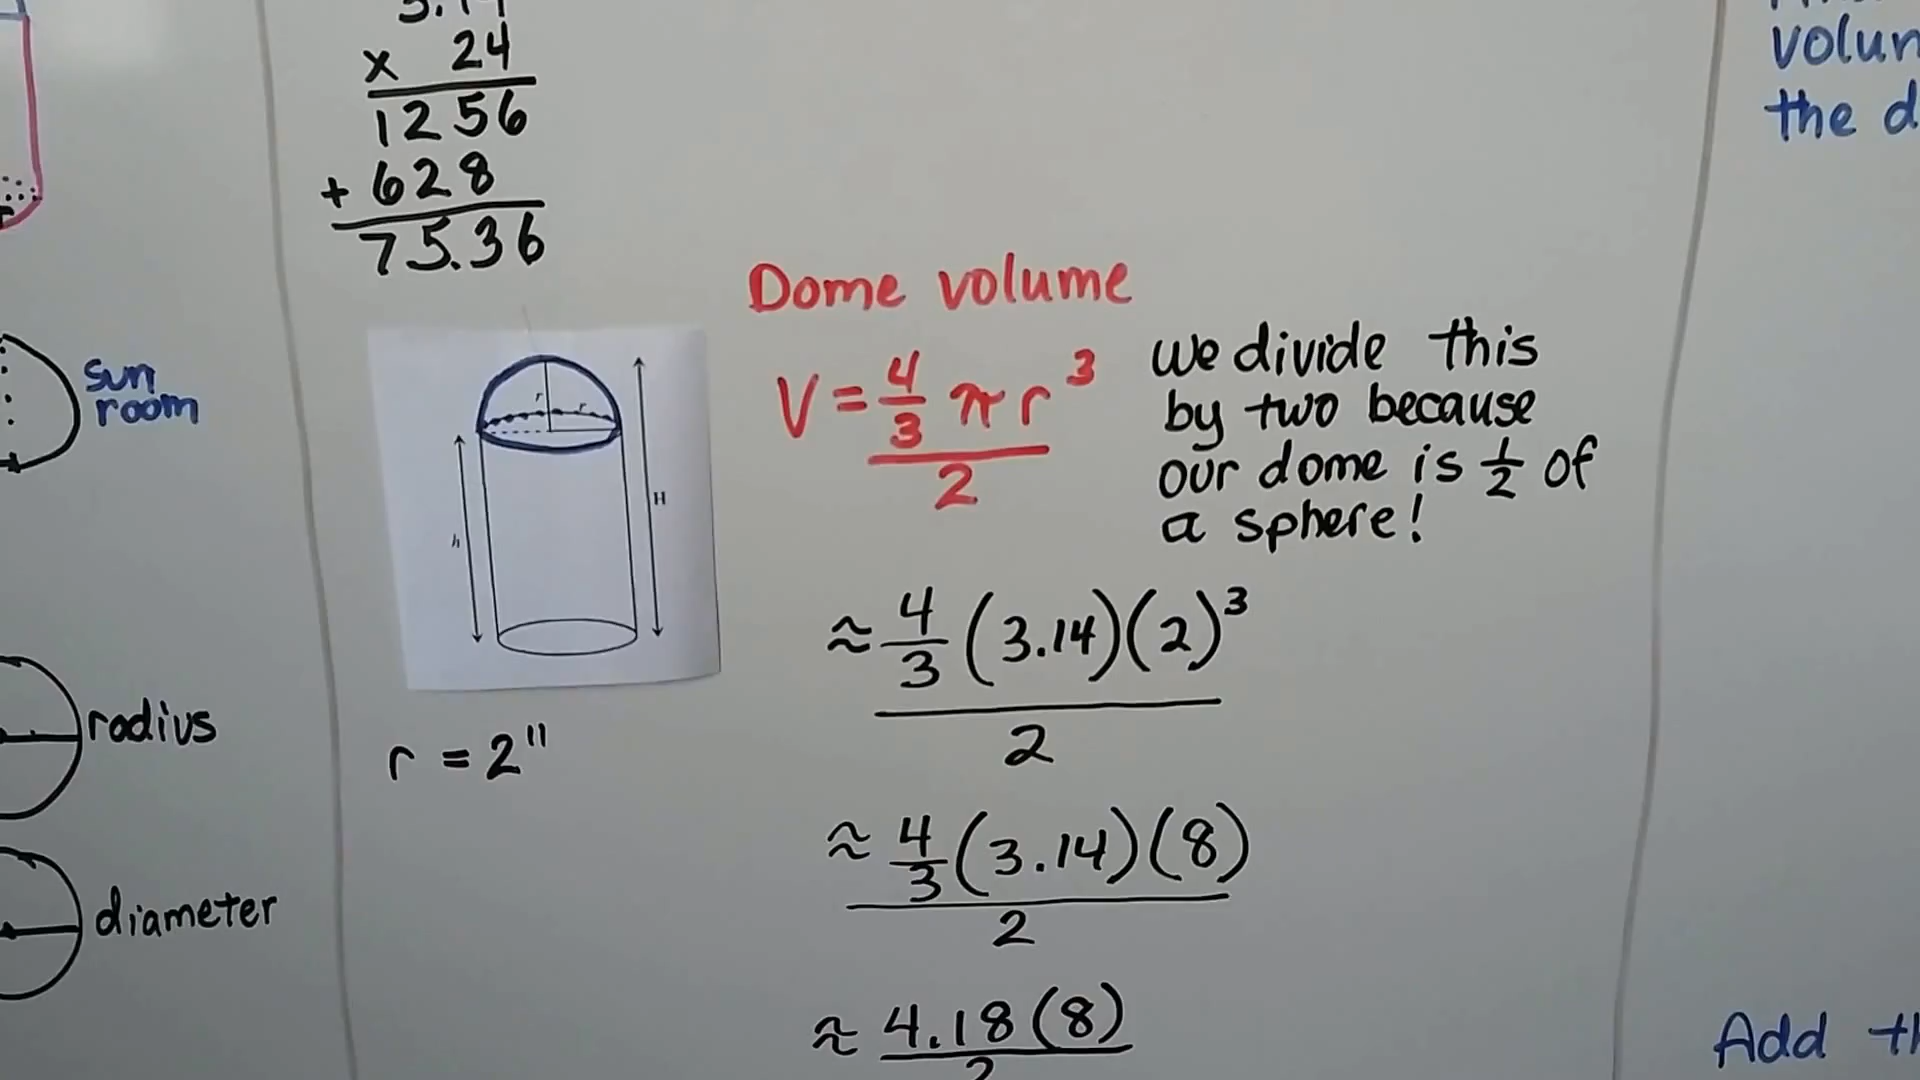 x 24
1256
+ 628
75.36
sun
room
radius
diameter
r
r
h
H
r = 2"
Dome volume
V = 4/3 π r³
2
we divide this
by two because
our dome is 1/2 of
a sphere!
≈ 4/3 (3.14)(2)³
2
≈ 4/3 (3.14)(8)
2
≈ 4.18 (8)
2
the
Add